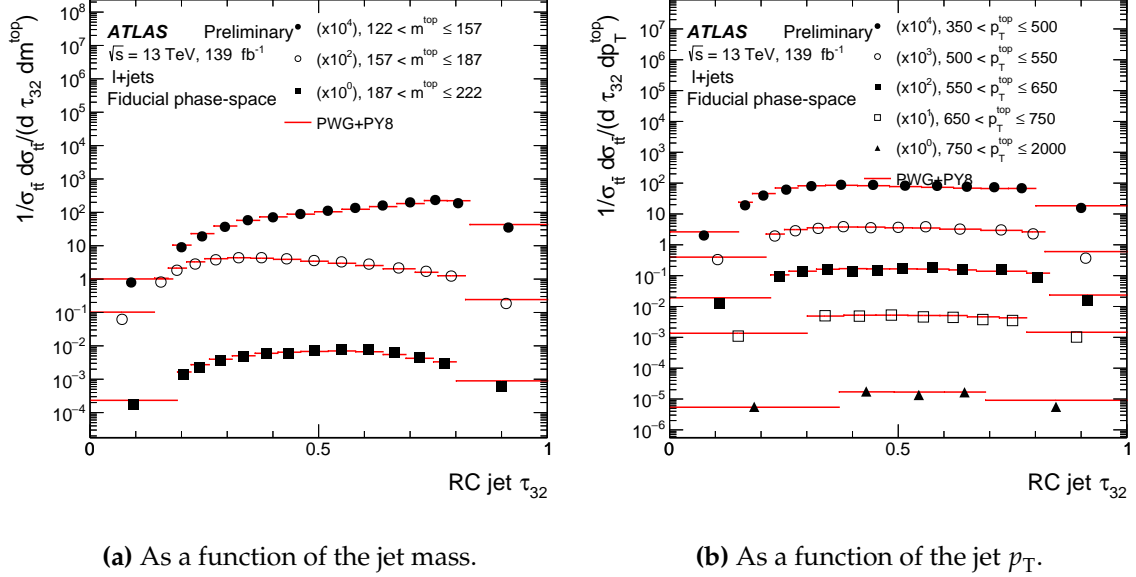 ATLAS Preliminary
√s = 13 TeV, 139 fb⁻¹
l+jets
Fiducial phase-space
(x10⁴), 122 < m^top ≤ 157
(x10²), 157 < m^top ≤ 187
(x10⁰), 187 < m^top ≤ 222
PWG+PY8
1/σ_tt̄ dσ_tt̄/(d τ₃₂ dm^top)
10⁸
10⁷
10⁶
10⁵
10⁴
10³
10²
10
1
10⁻¹
10⁻²
10⁻³
10⁻⁴
0 0.5 1
RC jet τ₃₂
(a) As a function of the jet mass.
ATLAS Preliminary
√s = 13 TeV, 139 fb⁻¹
l+jets
Fiducial phase-space
(x10⁴), 350 < p_T^top ≤ 500
(x10³), 500 < p_T^top ≤ 550
(x10²), 550 < p_T^top ≤ 650
(x10¹), 650 < p_T^top ≤ 750
(x10⁰), 750 < p_T^top ≤ 2000
PWG+PY8
1/σ_tt̄ dσ_tt̄/(d τ₃₂ dp_T^top)
10⁷
10⁶
10⁵
10⁴
10³
10²
10
1
10⁻¹
10⁻²
10⁻³
10⁻⁴
10⁻⁵
10⁻⁶
0 0.5 1
RC jet τ₃₂
(b) As a function of the jet p_T.